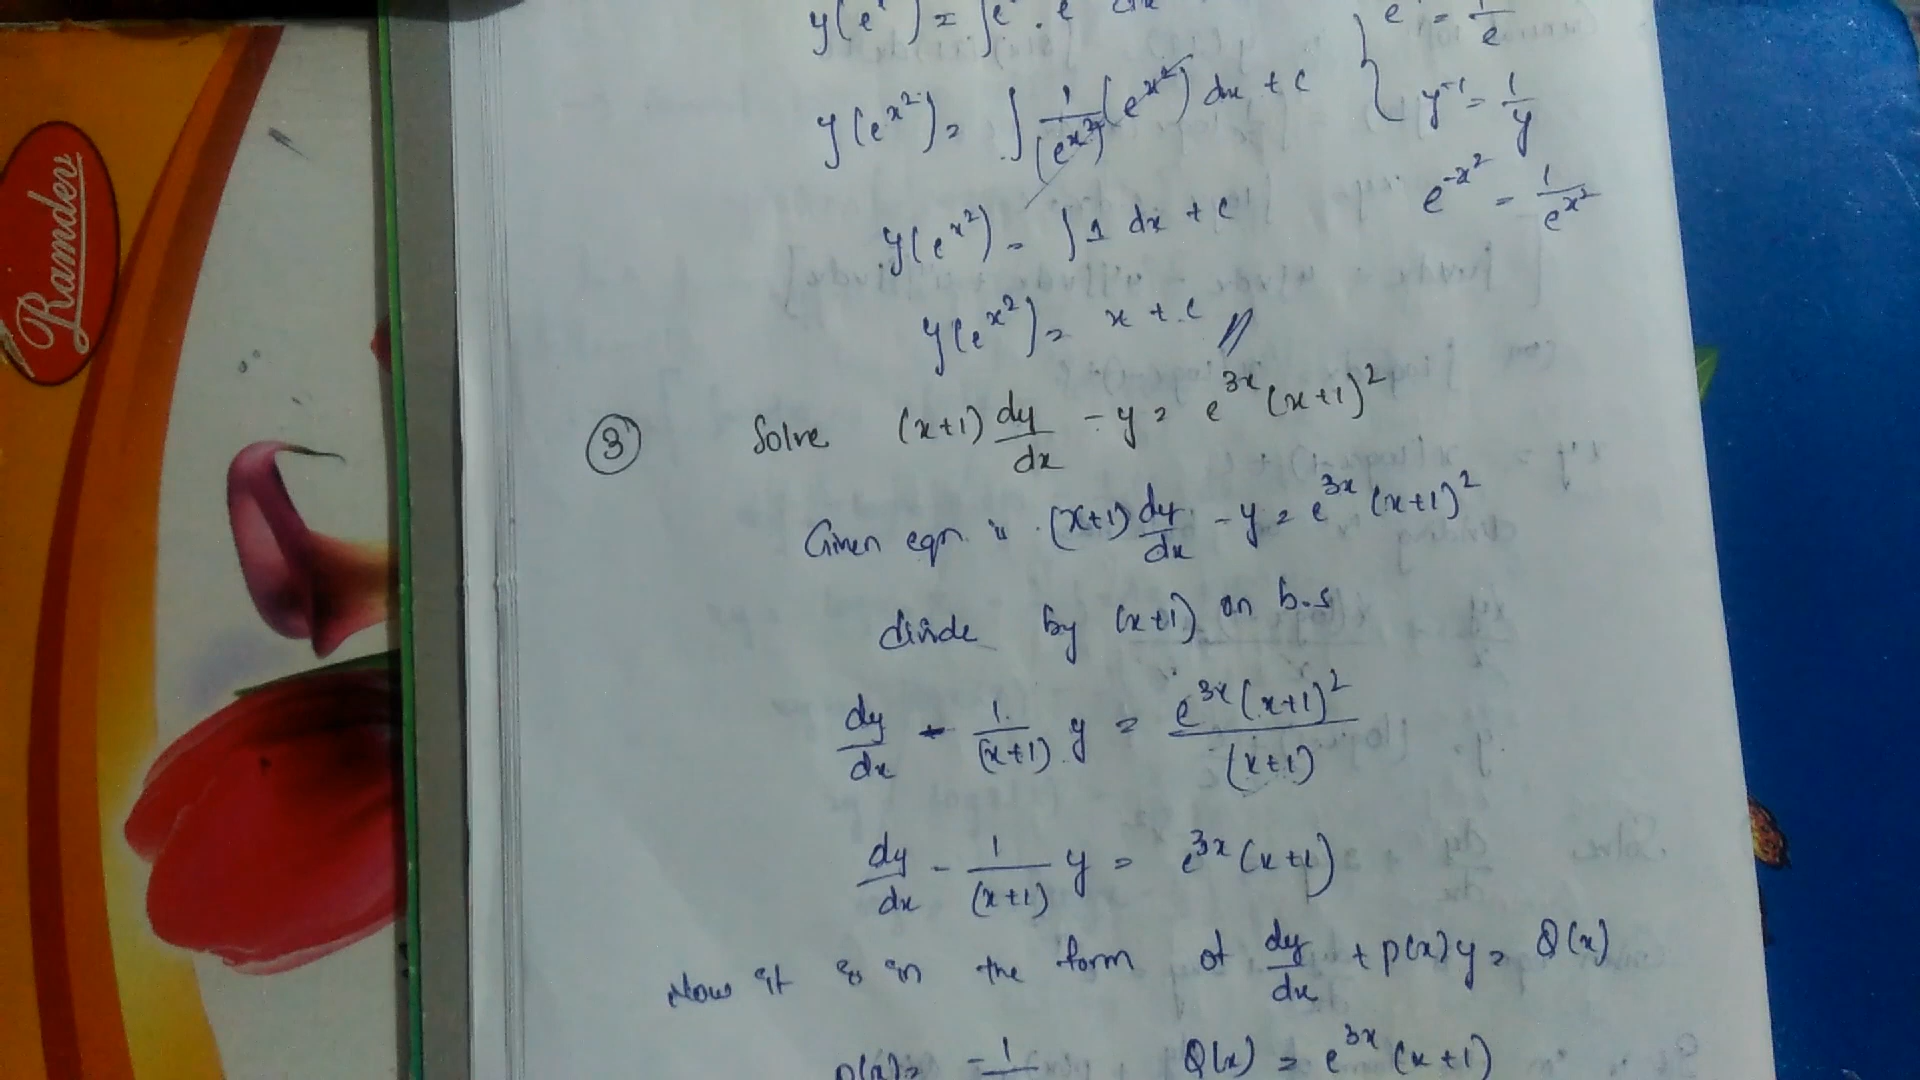 Ramdev
y(e
y(e^{x^2}) = ∫ 1/(e^{x^2}) (e^{x^2}) dx + c
y^{-1} = 1/y
e^{-x^2} = 1/e^{x^2}
y(e^{x^2}) = ∫ 1 dx + c
y(e^{x^2}) = x + c //
③ Solve (x+1) dy/dx - y = e^{3x} (x+1)^2
Given eqn. is (x+1) dy/dx - y = e^{3x} (x+1)^2
divide by (x+1) on b.s
dy/dx - 1/(x+1) y = e^{3x} (x+1)^2 / (x+1)
dy/dx - 1/(x+1) y = e^{3x} (x+1)
Now it is in the form of dy/dx + p(x) y = Q(x)
p(x) = -1 Q(x) = e^{3x} (x+1)